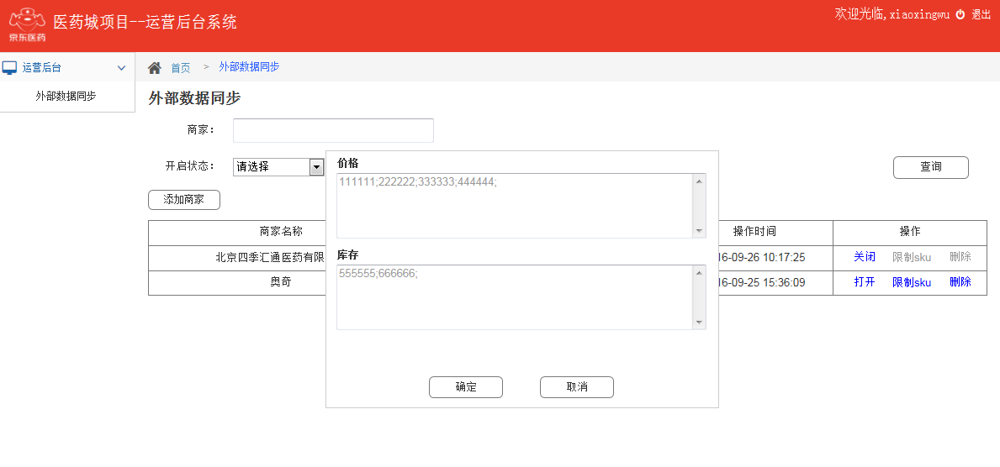 京东医药
医药城项目--运营后台系统
欢迎光临,xiaoxingwu 退出
运营后台
外部数据同步
首页 > 外部数据同步
外部数据同步
商家：
开启状态： 请选择
查询
添加商家
价格
111111;222222;333333;444444;
库存
555555;666666;
确定 取消
商家名称 操作时间 操作
北京四季汇通医药有限 16-09-26 10:17:25 关闭 限制sku 删除
奥奇 16-09-25 15:36:09 打开 限制sku 删除